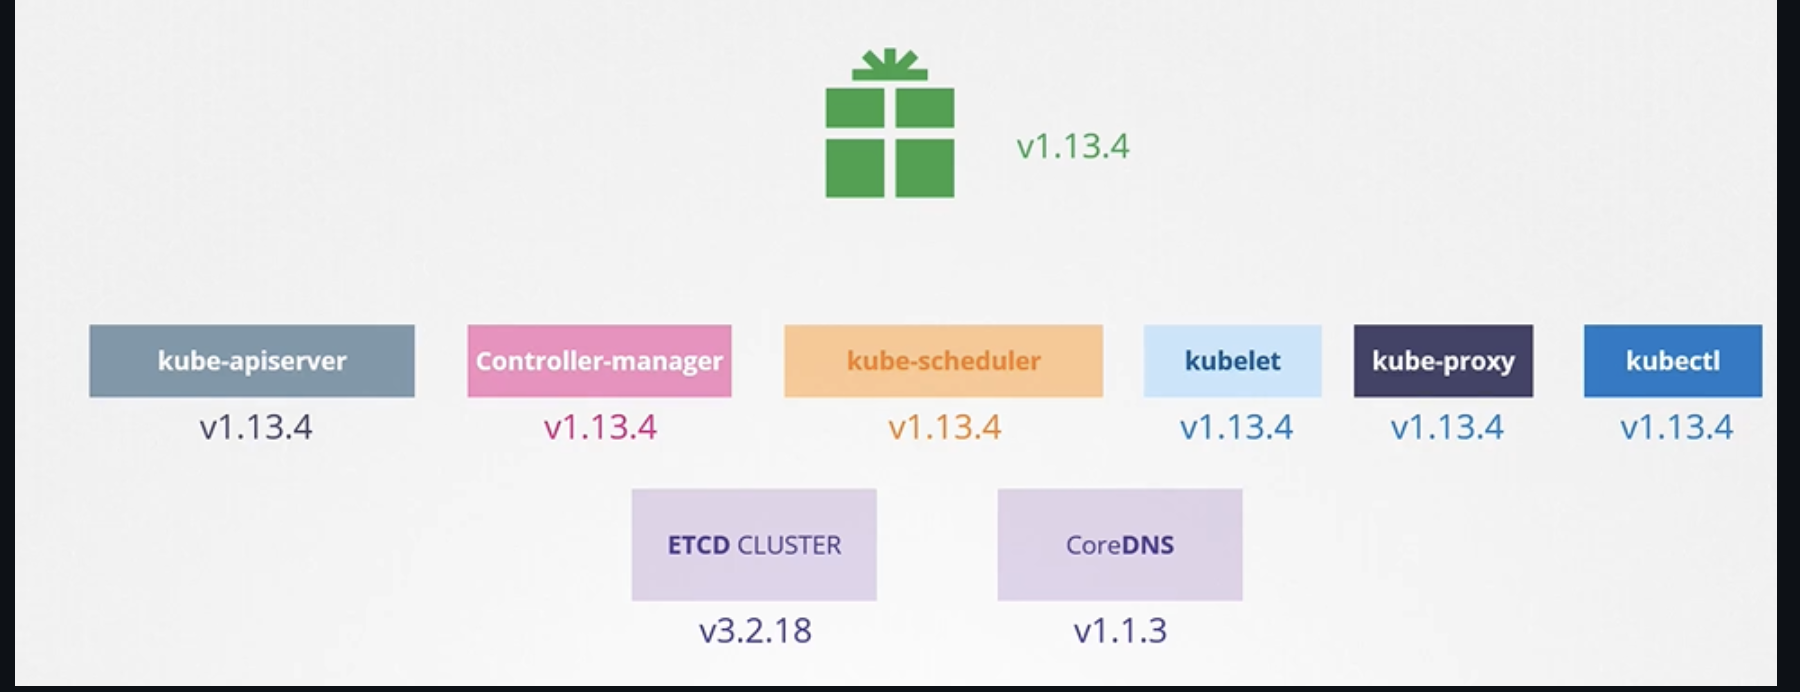 v1.13.4
kube-apiserver
Controller-manager
kube-scheduler
kubelet
kube-proxy
kubectl
v1.13.4
v1.13.4
v1.13.4
v1.13.4
v1.13.4
v1.13.4
ETCD CLUSTER
CoreDNS
v3.2.18
v1.1.3